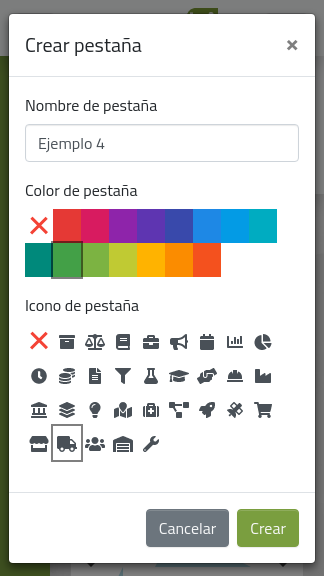 Crear pestaña
×
Nombre de pestaña
Ejemplo 4
Color de pestaña
Icono de pestaña
Cancelar
Crear